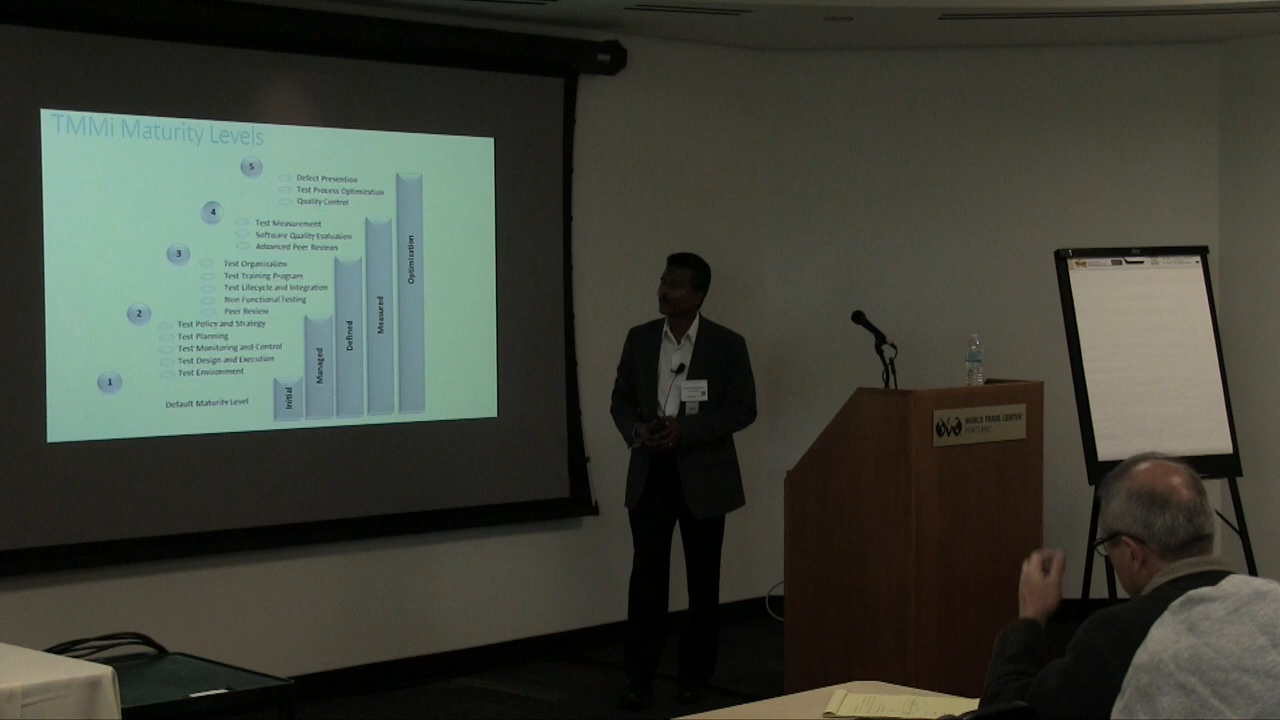 TMMi Maturity Levels
5
Defect Prevention
Test Process Optimization
Quality Control
4
Test Measurement
Software Quality Evaluation
Advanced Peer Reviews
3
Test Organization
Test Training Program
Test Lifecycle and Integration
Non Functional Testing
Peer Review
2
Test Policy and Strategy
Test Planning
Test Monitoring and Control
Test Design and Execution
Test Environment
1
Default Maturity Level
Initial
Managed
Defined
Measured
Optimization
WORLD TRADE CENTER
PORTLAND